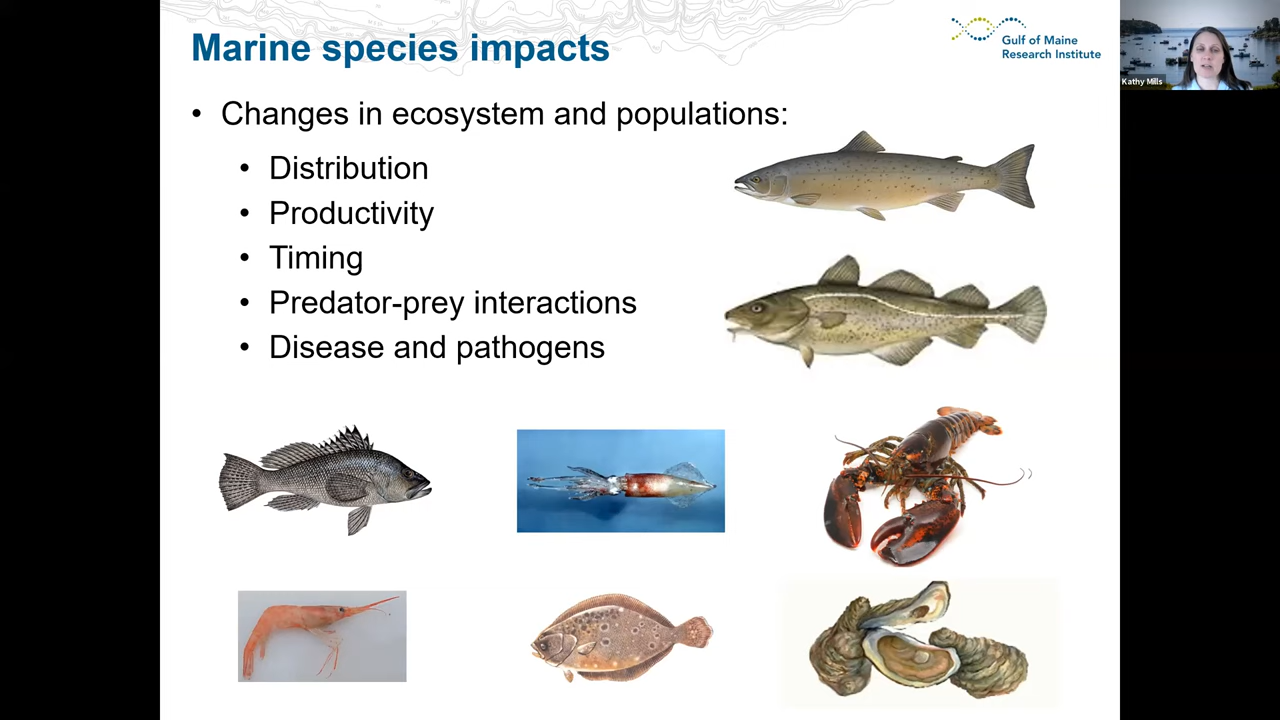 Marine species impacts
Gulf of Maine
Research Institute
Kathy Mills
• Changes in ecosystem and populations:
• Distribution
• Productivity
• Timing
• Predator-prey interactions
• Disease and pathogens